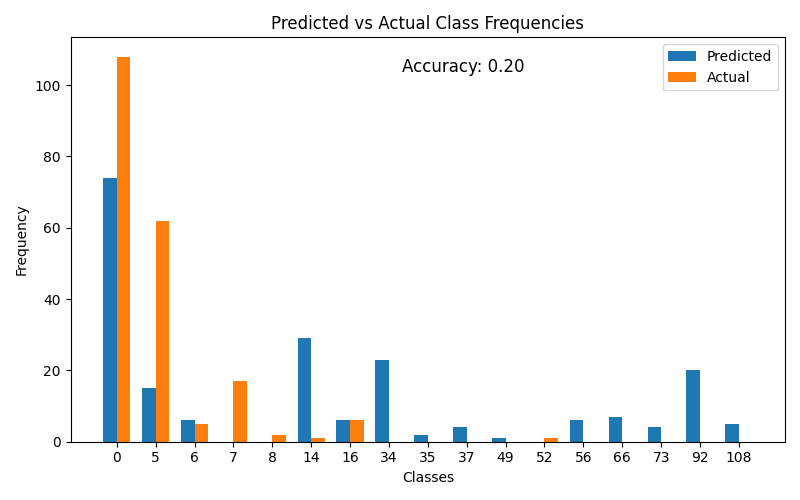 Predicted vs Actual Class Frequencies
Accuracy: 0.20
Predicted
Actual
Frequency
100
80
60
40
20
0
0 5 6 7 8 14 16 34 35 37 49 52 56 66 73 92 108
Classes